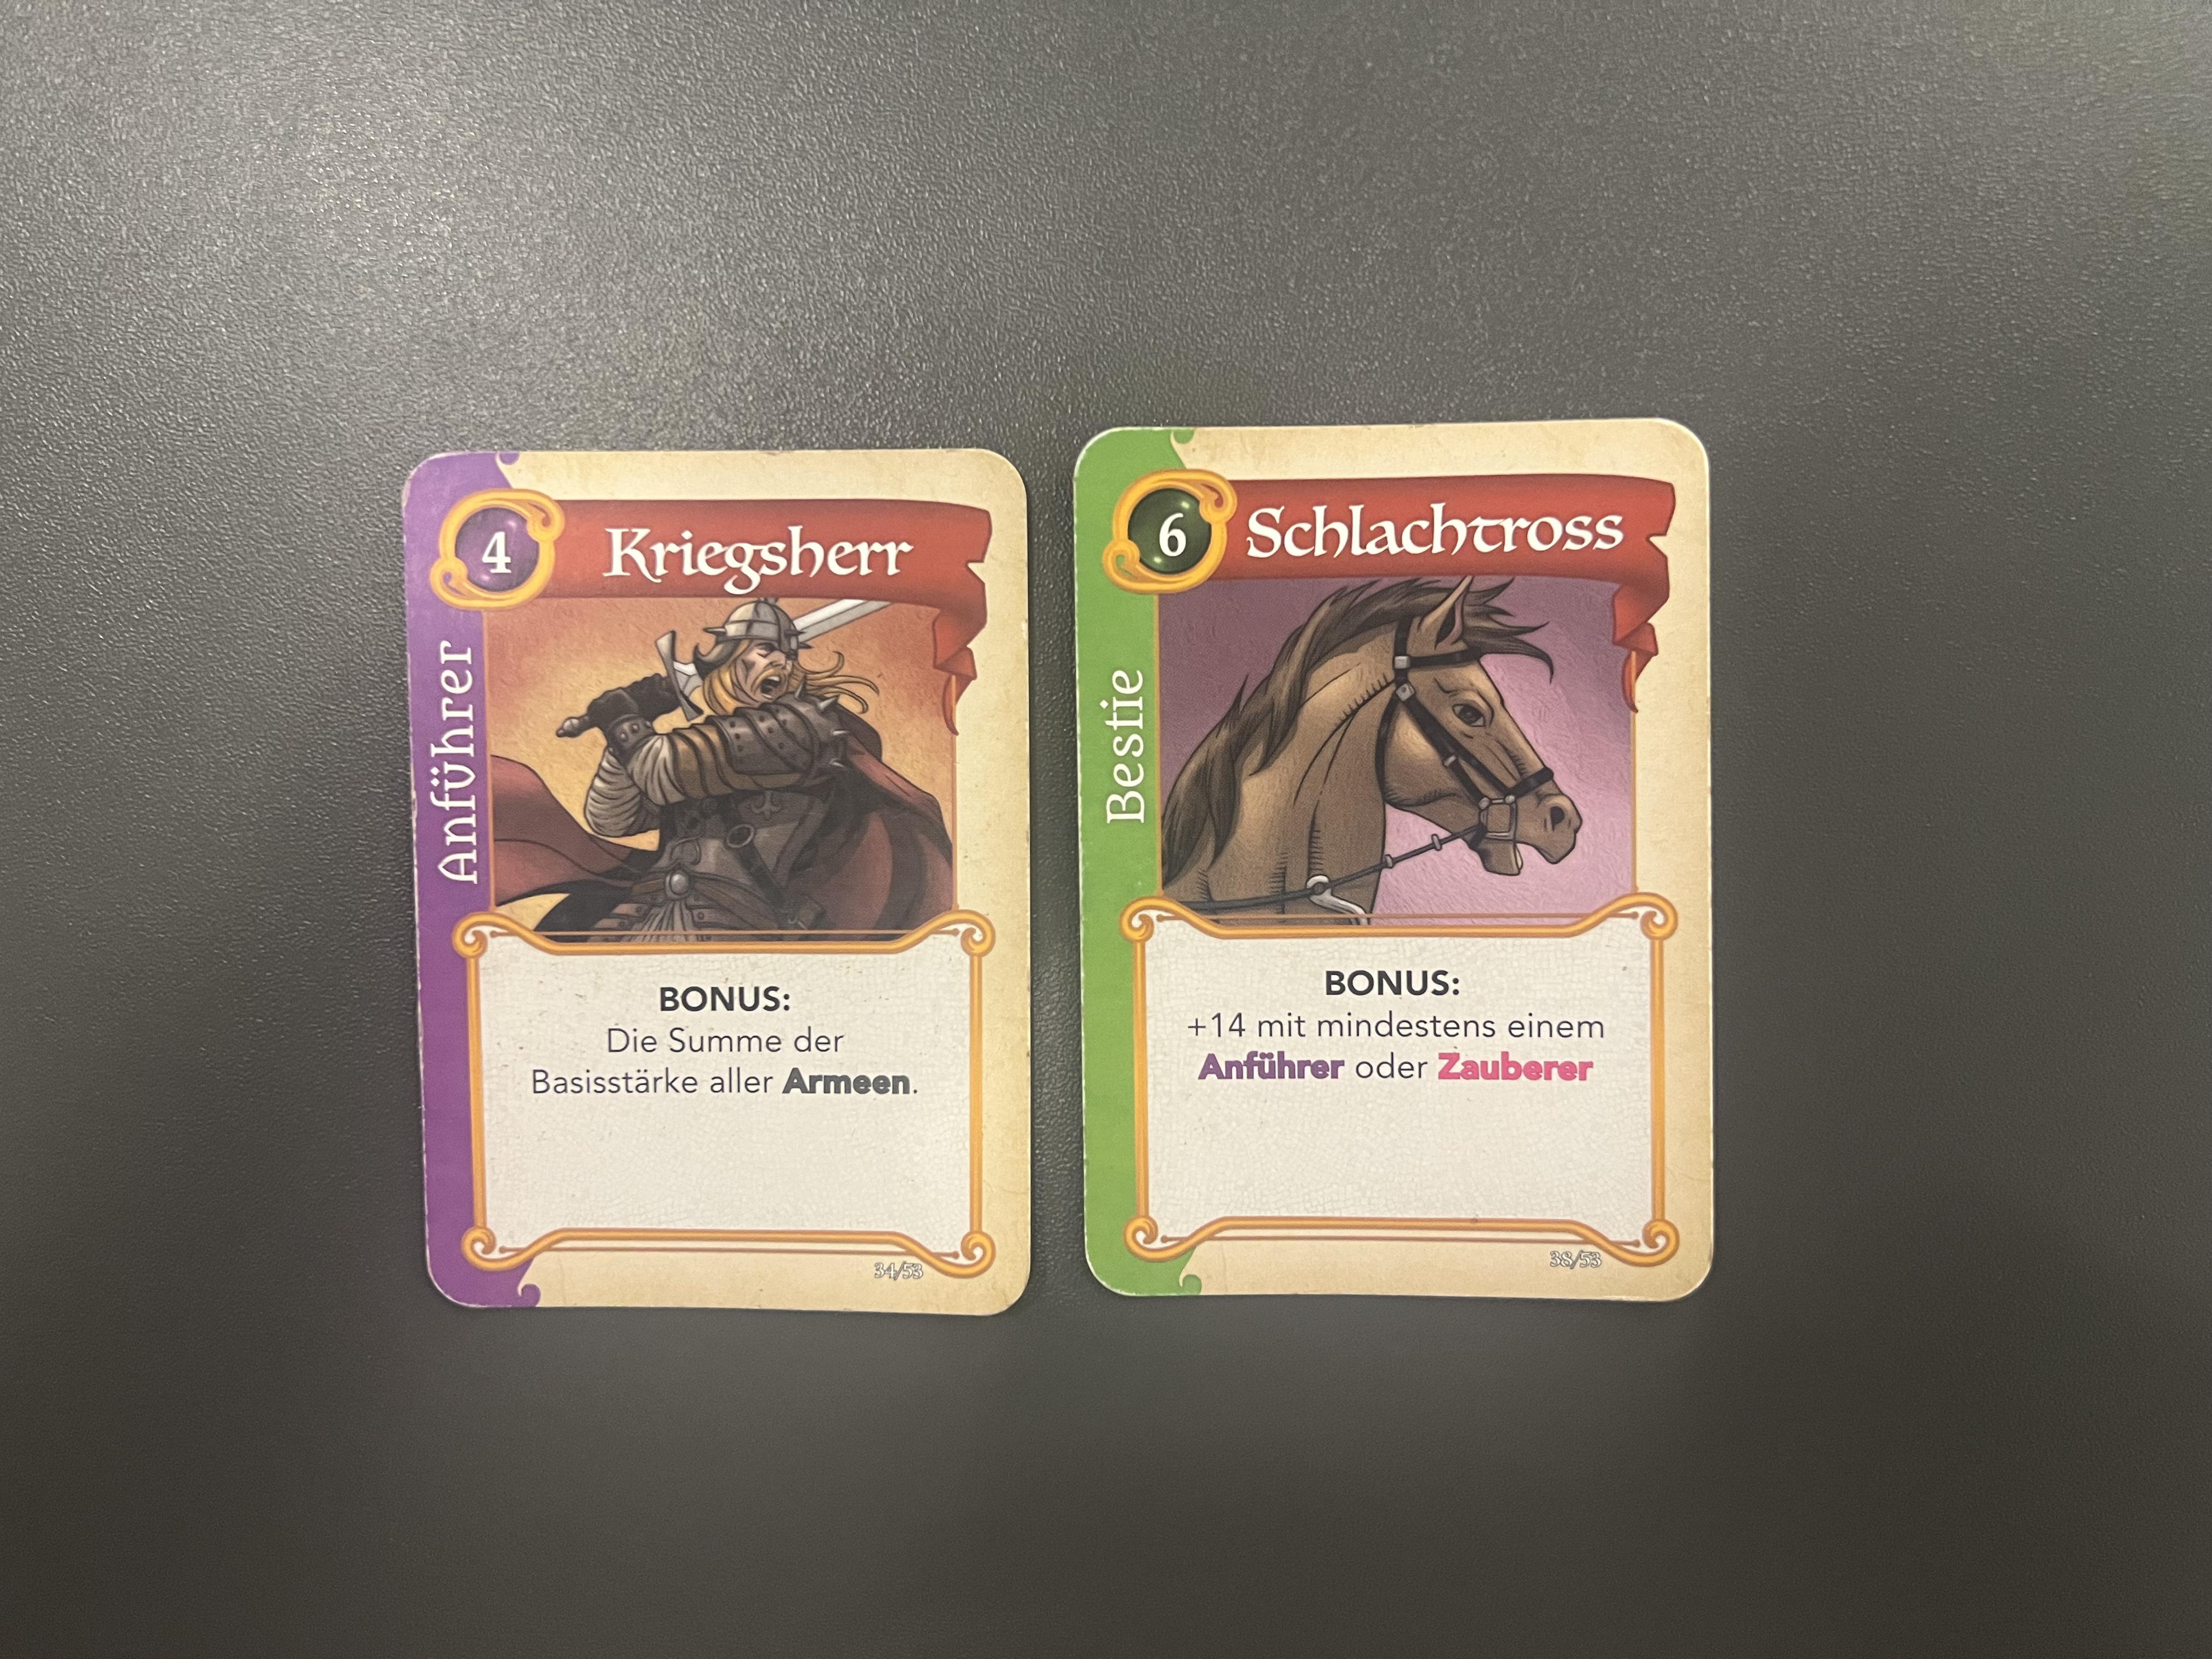 4
Kriegsherr
Anführer
BONUS:
Die Summe der
Basisstärke aller Armeen.
34/53
6
Schlachtross
Bestie
BONUS:
+14 mit mindestens einem
Anführer oder Zauberer
38/53